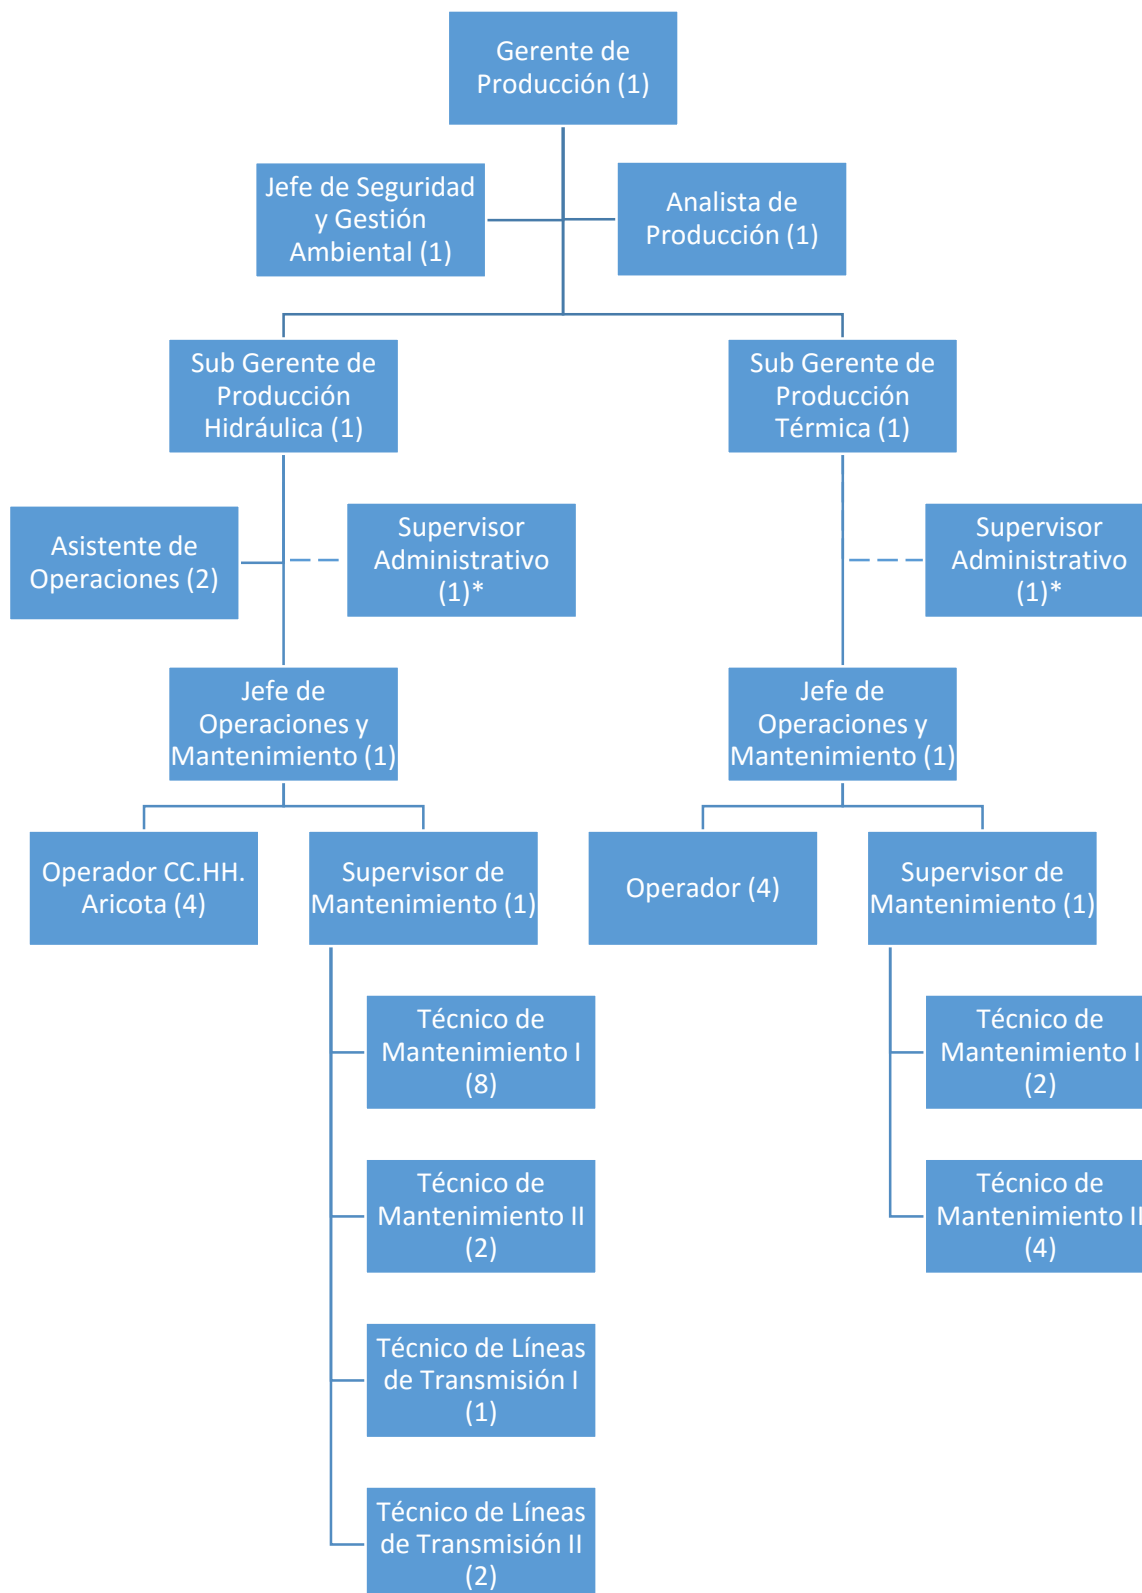 Gerente de
Producción (1)
Jefe de Seguridad
y Gestión
Ambiental (1)
Analista de
Producción (1)
Sub Gerente de
Producción
Hidráulica (1)
Sub Gerente de
Producción
Térmica (1)
Asistente de
Operaciones (2)
Supervisor
Administrativo
(1)*
Supervisor
Administrativo
(1)*
Jefe de
Operaciones y
Mantenimiento (1)
Jefe de
Operaciones y
Mantenimiento (1)
Operador CC.HH.
Aricota (4)
Supervisor de
Mantenimiento (1)
Operador (4)
Supervisor de
Mantenimiento (1)
Técnico de
Mantenimiento I
(8)
Técnico de
Mantenimiento I
(2)
Técnico de
Mantenimiento II
(2)
Técnico de
Mantenimiento II
(4)
Técnico de Líneas
de Transmisión I
(1)
Técnico de Líneas
de Transmisión II
(2)